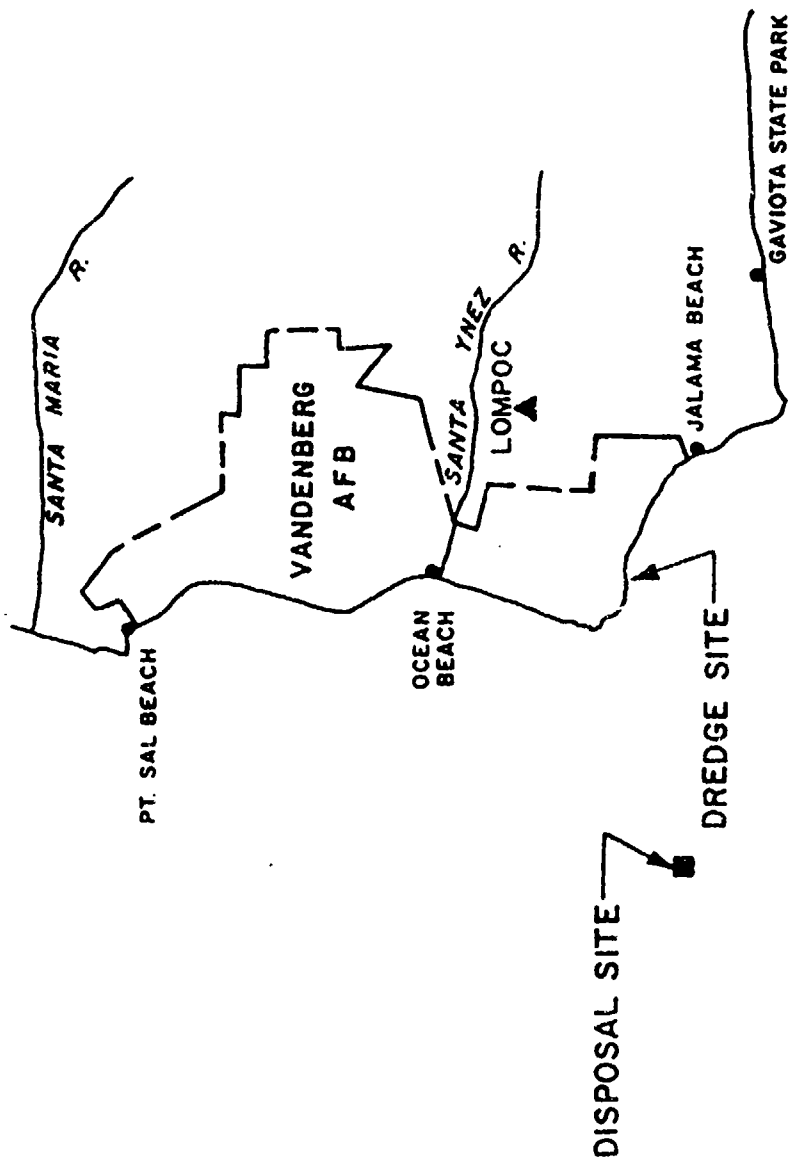 SANTA MARIA R.
VANDENBERG
AFB
PT. SAL BEACH
OCEAN
BEACH
SANTA YNEZ R.
LOMPOC
JALAMA BEACH
GAVIOTA STATE PARK
DREDGE SITE
DISPOSAL SITE